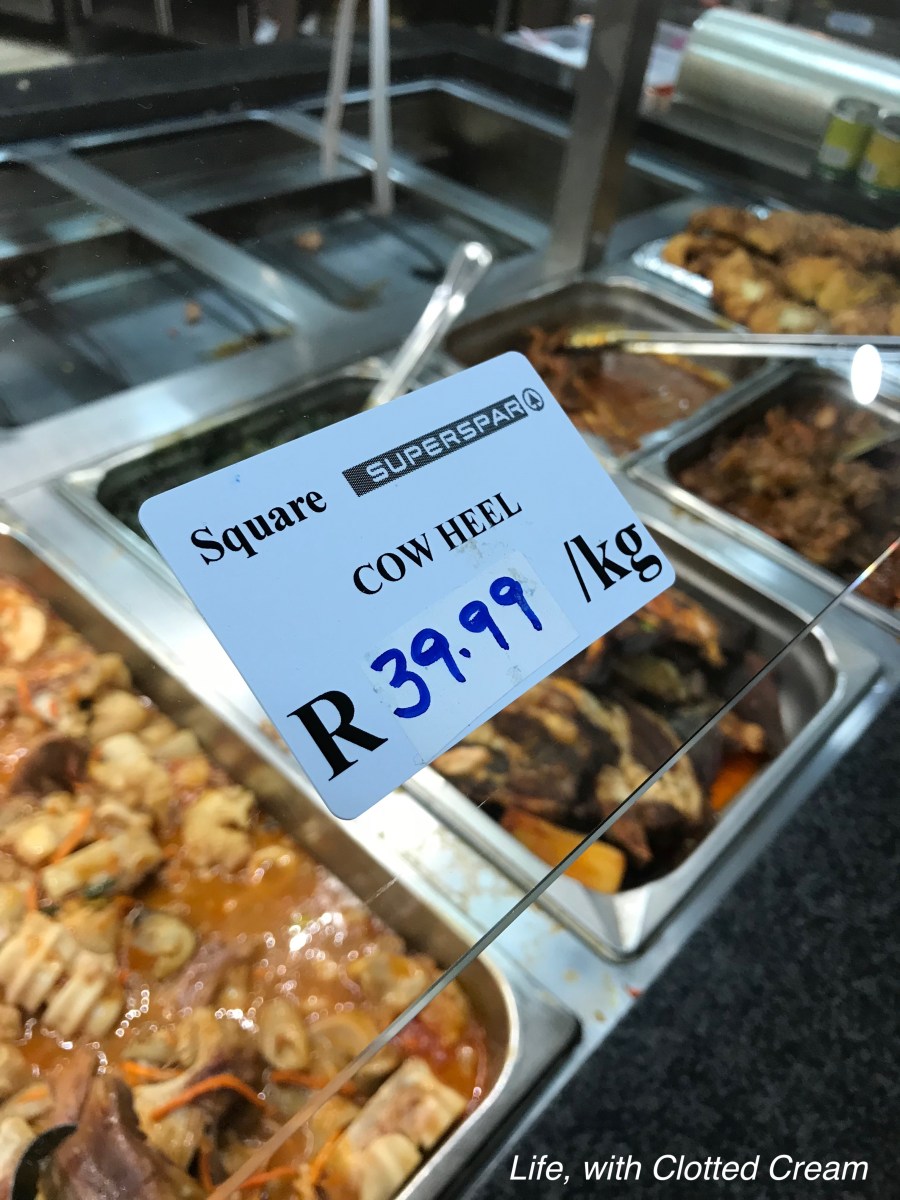 SUPERSPAR
Square
COW HEEL
R 39.99 /kg
Life, with Clotted Cream